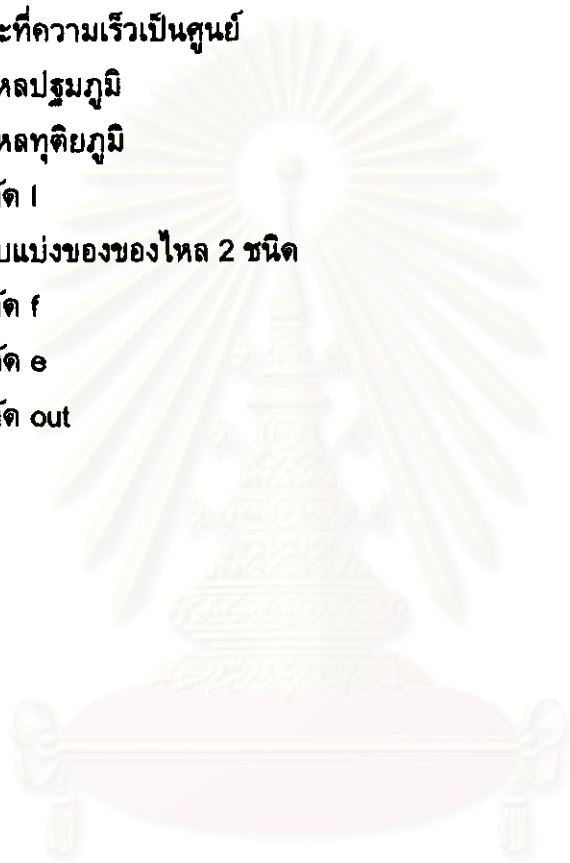 ะที่ความเร็วเป็นศูนย์
หลปฐมภูมิ
หลทุติยภูมิ
ัด l
บแบ่งของของไหล 2 ชนิด
ัด f
ัด e
ัด out